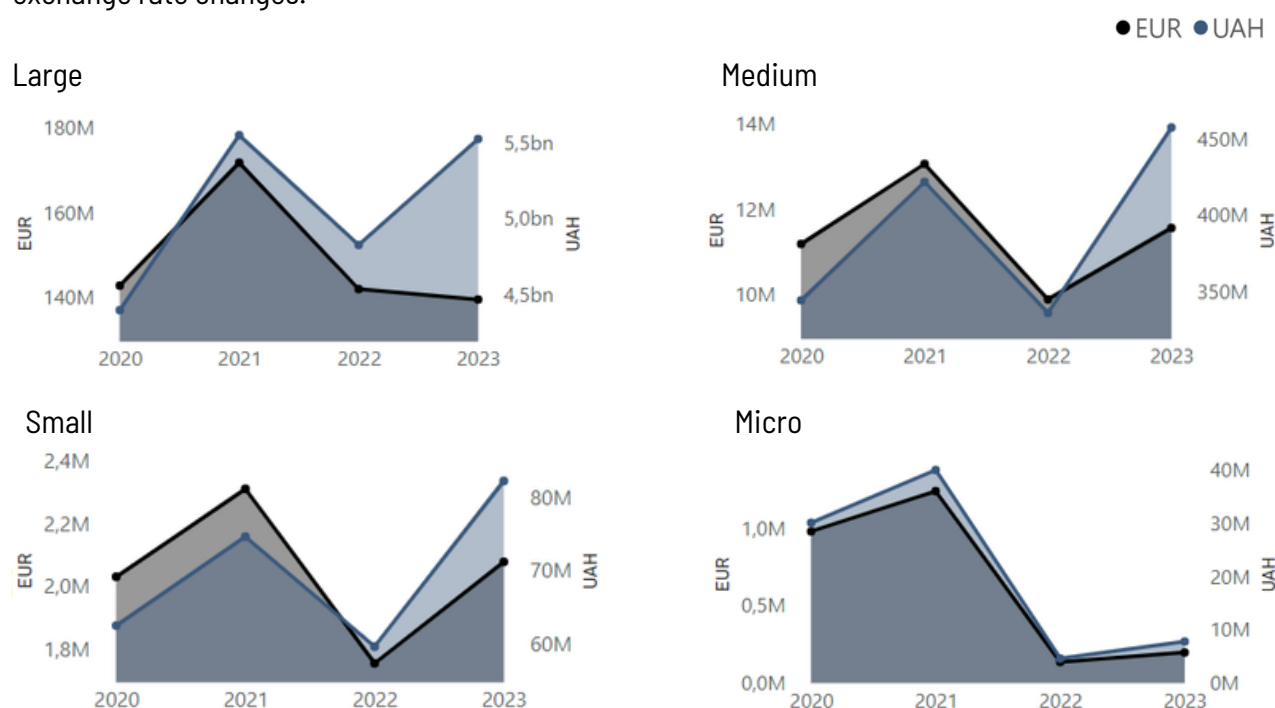 exchange rate changes.
EUR UAH
Large
180M
160M
140M
EUR
5,5bn
5,0bn
4,5bn
UAH
2020 2021 2022 2023
Medium
14M
12M
10M
EUR
450M
400M
350M
UAH
2020 2021 2022 2023
Small
2,4M
2,2M
2,0M
1,8M
EUR
80M
70M
60M
UAH
2020 2021 2022 2023
Micro
1,0M
0,5M
0,0M
EUR
40M
30M
20M
10M
0M
UAH
2020 2021 2022 2023